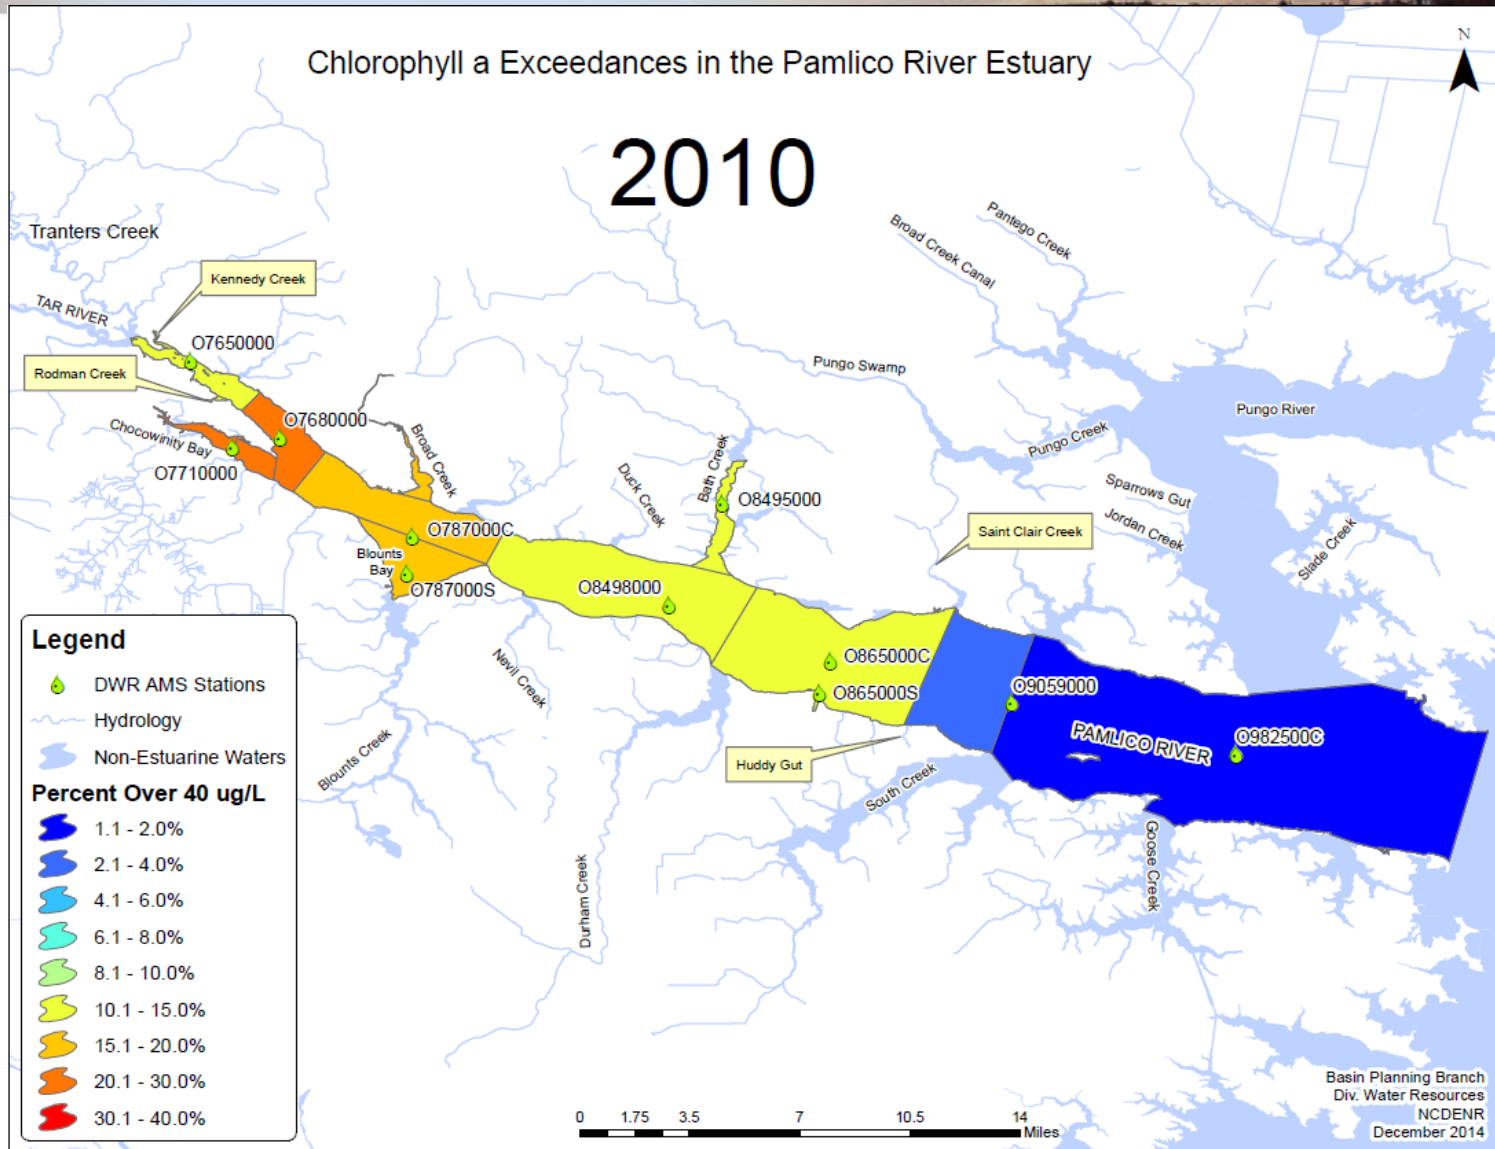 Chlorophyll a Exceedances in the Pamlico River Estuary
N
2010
Tranters Creek
Kennedy Creek
TAR RIVER
O7650000
Rodman Creek
O7680000
Chocowinity Bay
O7710000
Broad Creek
O787000C
Blounts
Bay
O787000S
Pantego Creek
Broad Creek Canal
Pungo Swamp
Pungo River
Pungo Creek
Duck Creek
Bath Creek
O8495000
Sparrows Gut
Jordan Creek
Slade Creek
Saint Clair Creek
O8498000
O865000C
O865000S
O9059000
PAMLICO RIVER
O982500C
Nevil Creek
Blounts Creek
Huddy Gut
South Creek
Durham Creek
Goose Creek
Legend
DWR AMS Stations
Hydrology
Non-Estuarine Waters
Percent Over 40 ug/L
1.1 - 2.0%
2.1 - 4.0%
4.1 - 6.0%
6.1 - 8.0%
8.1 - 10.0%
10.1 - 15.0%
15.1 - 20.0%
20.1 - 30.0%
30.1 - 40.0%
0 1.75 3.5 7 10.5 14
Miles
Basin Planning Branch
Div. Water Resources
NCDENR
December 2014